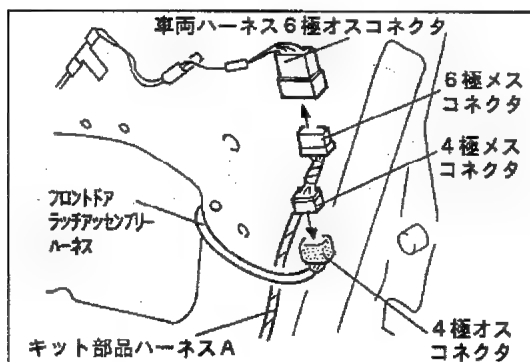 車両ハーネス6極オスコネクタ
6極メス
コネクタ
4極メス
コネクタ
フロントドア
ラッチアッセンブリー
ハーネス
4極オス
コネクタ
キット部品ハーネスA